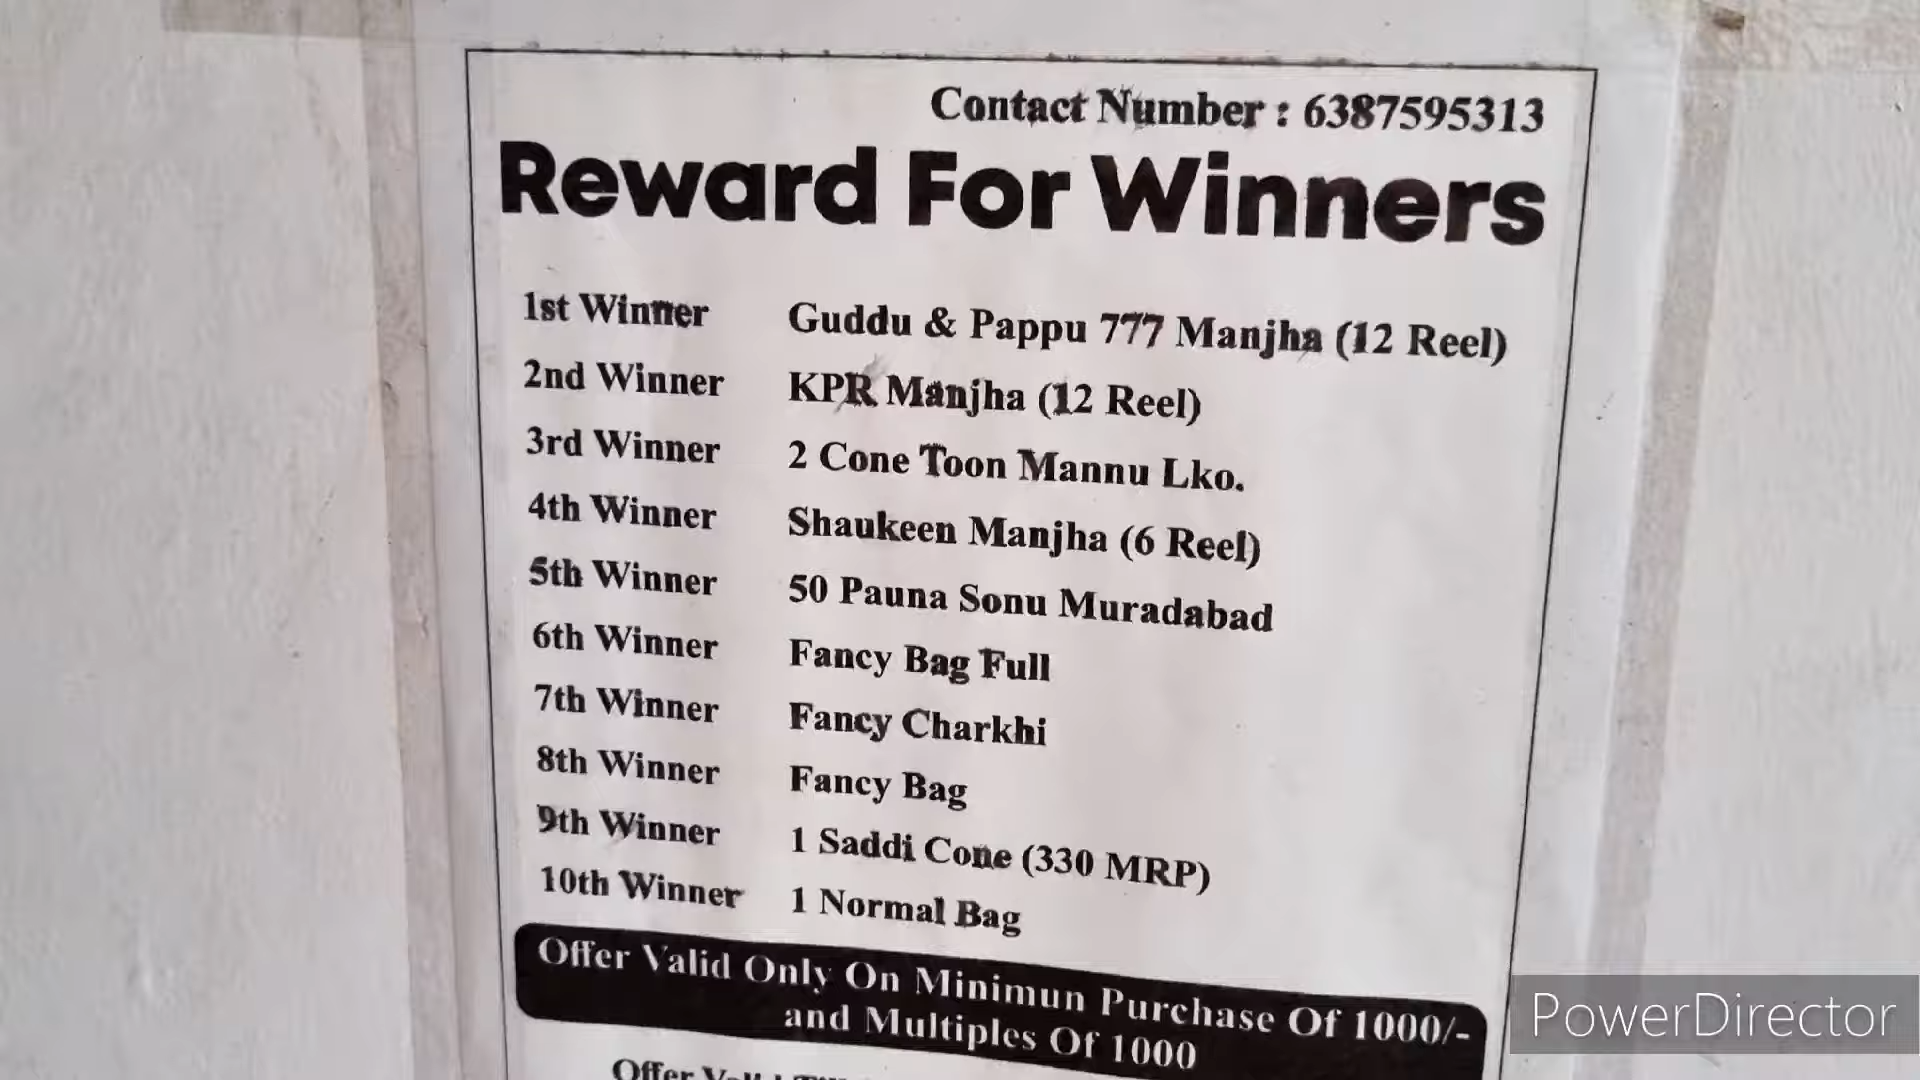 Contact Number : 6387595313
Reward For Winners
1st Winner Guddu & Pappu 777 Manjha (12 Reel)
2nd Winner KPR Manjha (12 Reel)
3rd Winner 2 Cone Toon Mannu Lko.
4th Winner Shaukeen Manjha (6 Reel)
5th Winner 50 Pauna Sonu Muradabad
6th Winner Fancy Bag Full
7th Winner Fancy Charkhi
8th Winner Fancy Bag
9th Winner 1 Saddi Cone (330 MRP)
10th Winner 1 Normal Bag
Offer Valid Only On Minimun Purchase Of 1000/-
and Multiples Of 1000
Offer
PowerDirector